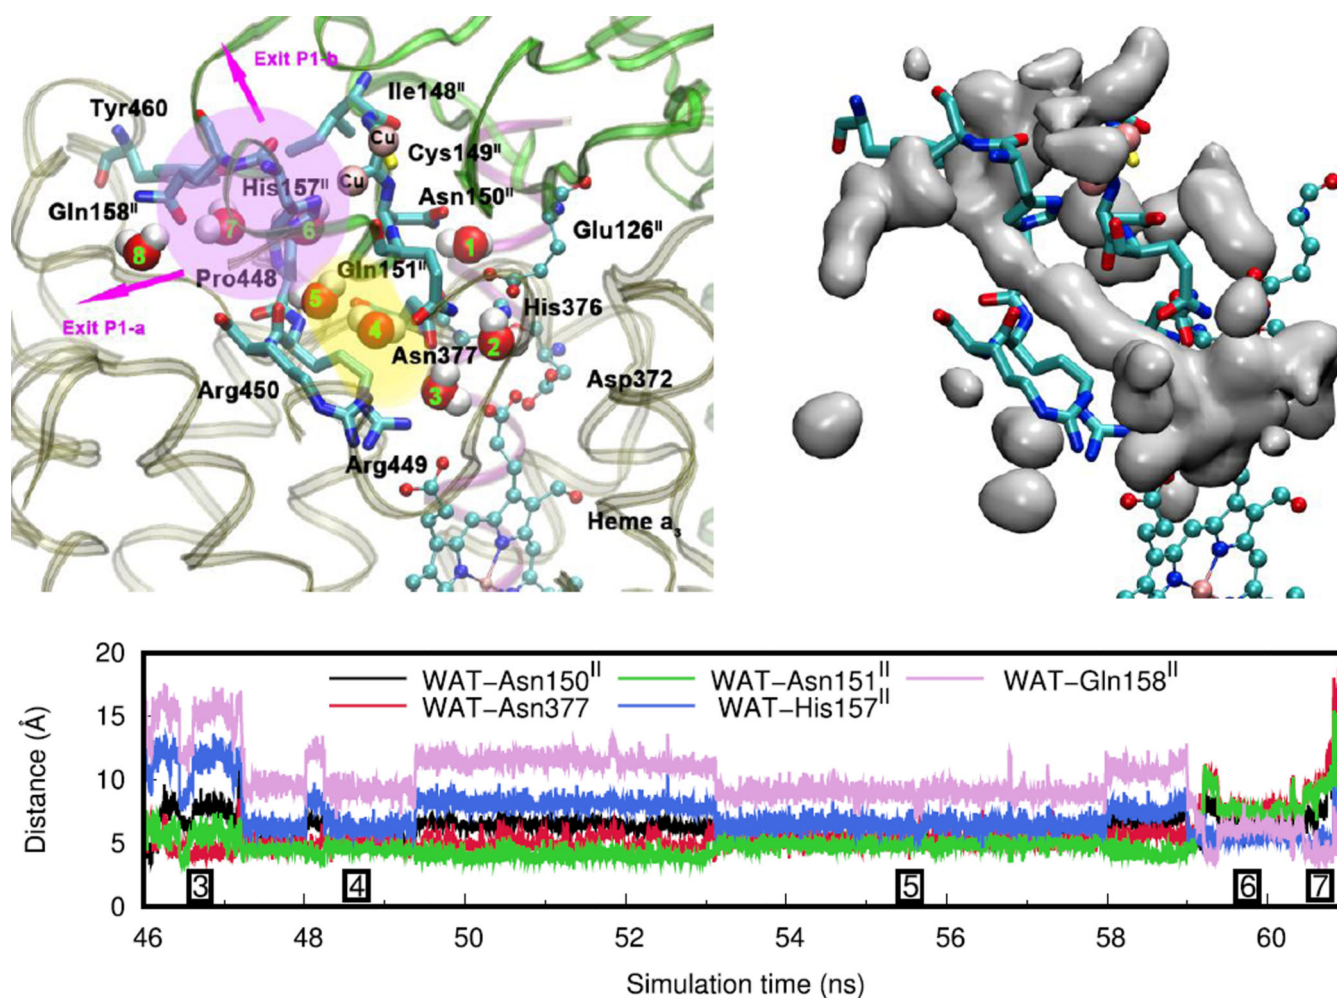 Exit P1-b
Ile148II
Tyr460
Cu
Cys149II
Cu
Asn150II
His157II
Gln158II
7
6
1
Glu126II
8
Pro448
Gln151II
5
His376
Exit P1-a
4
2
Asn377
Asp372
Arg450
3
Arg449
Heme a3
20
WAT–Asn150II
WAT–Asn151II
WAT–Gln158II
WAT–Asn377
WAT–His157II
15
10
5
0
Distance (Å)
3
4
5
6
7
46
48
50
52
54
56
58
60
Simulation time (ns)